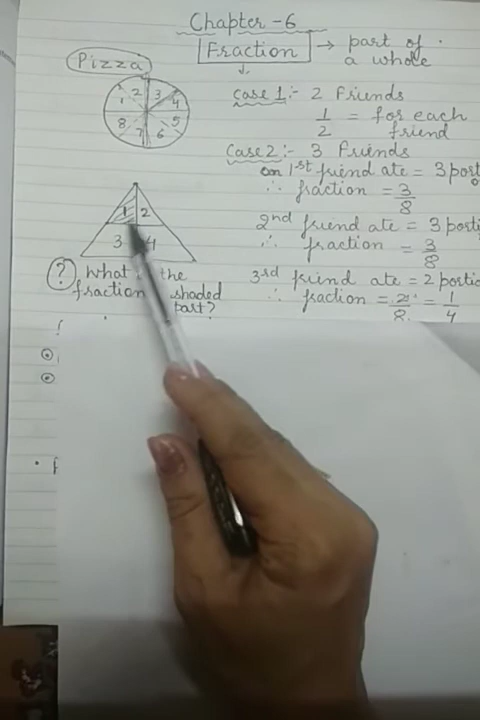 Chapter -6
Fraction → part of a whole
Pizza
1 2 3 4 5 6 7 8
Case 1:- 2 Friends
1/2 = for each friend
Case 2:- 3 Friends
1st friend ate = 3
∴ fraction = 3/8
2nd friend ate = 3
∴ fraction = 3/8
3rd friend ate = 2
∴ fraction = 2/8 = 1/4
1 2
3 4
? What the
fraction shaded
part?